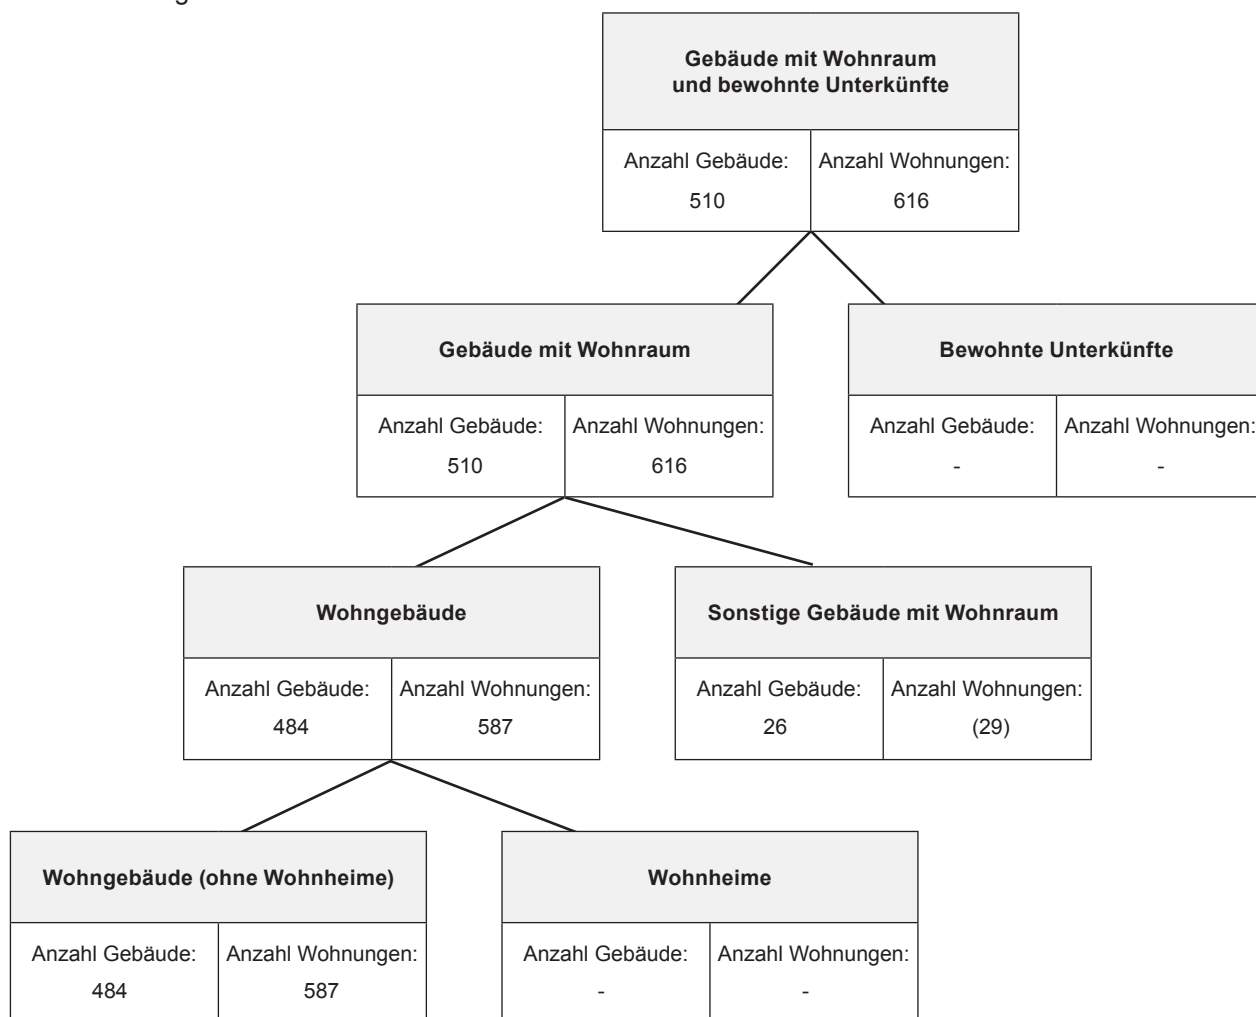 Gebäude mit Wohnraum
und bewohnte Unterkünfte
Anzahl Gebäude: Anzahl Wohnungen:
510 616
Gebäude mit Wohnraum
Bewohnte Unterkünfte
Anzahl Gebäude: Anzahl Wohnungen:
510 616
Anzahl Gebäude: Anzahl Wohnungen:
- -
Wohngebäude
Sonstige Gebäude mit Wohnraum
Anzahl Gebäude: Anzahl Wohnungen:
484 587
Anzahl Gebäude: Anzahl Wohnungen:
26 (29)
Wohngebäude (ohne Wohnheime)
Wohnheime
Anzahl Gebäude: Anzahl Wohnungen:
484 587
Anzahl Gebäude: Anzahl Wohnungen:
- -